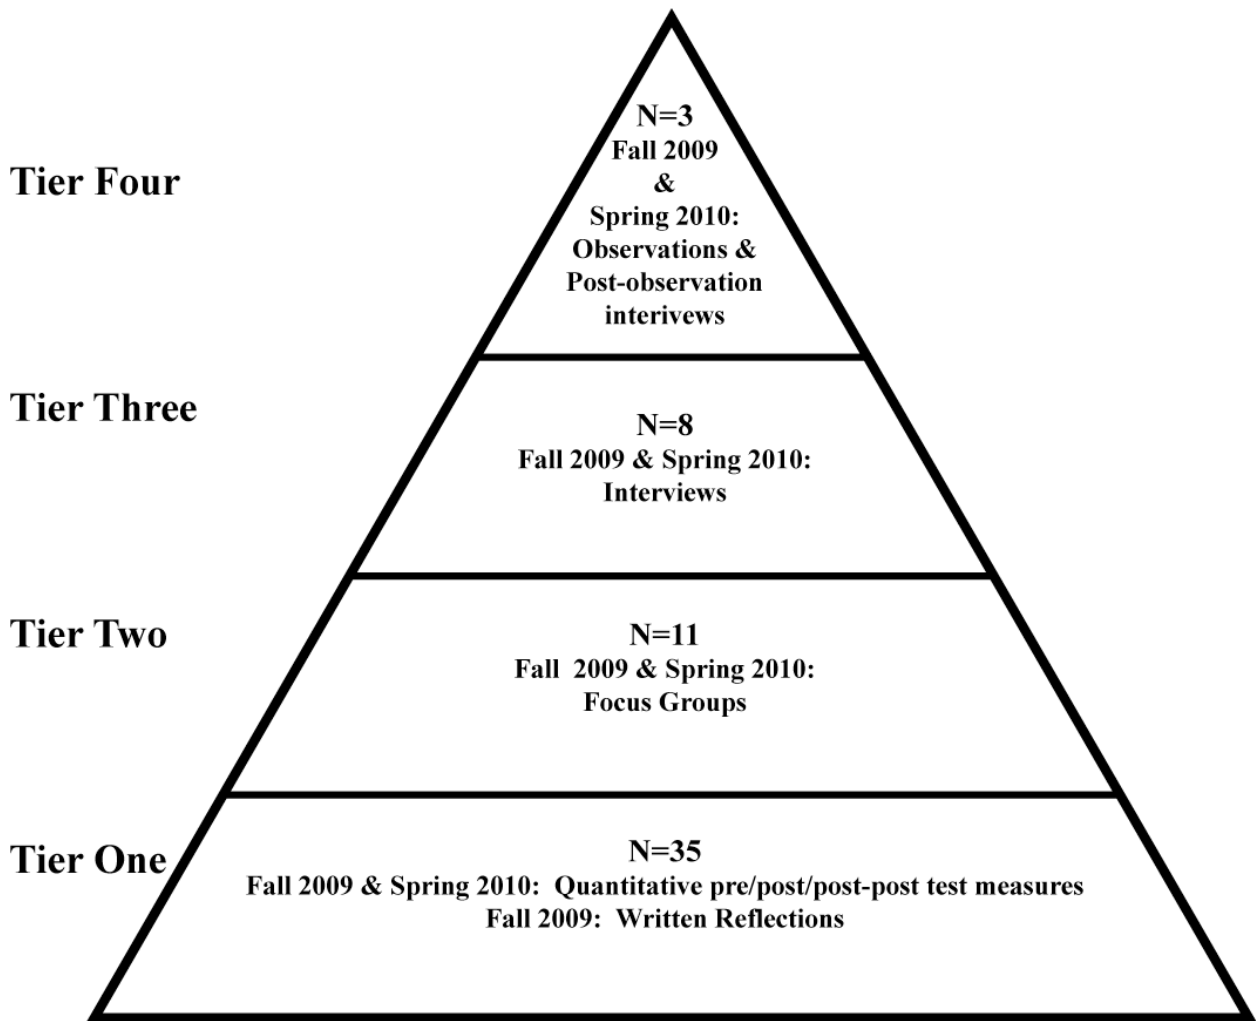 N=3
Fall 2009
&
Spring 2010:
Observations &
Post-observation
interivews
Tier Four
N=8
Fall 2009 & Spring 2010:
Interviews
Tier Three
N=11
Fall  2009 & Spring 2010:
Focus Groups
Tier Two
N=35
Fall 2009 & Spring 2010:  Quantitative pre/post/post-post test measures
Fall 2009:  Written Reflections
Tier One